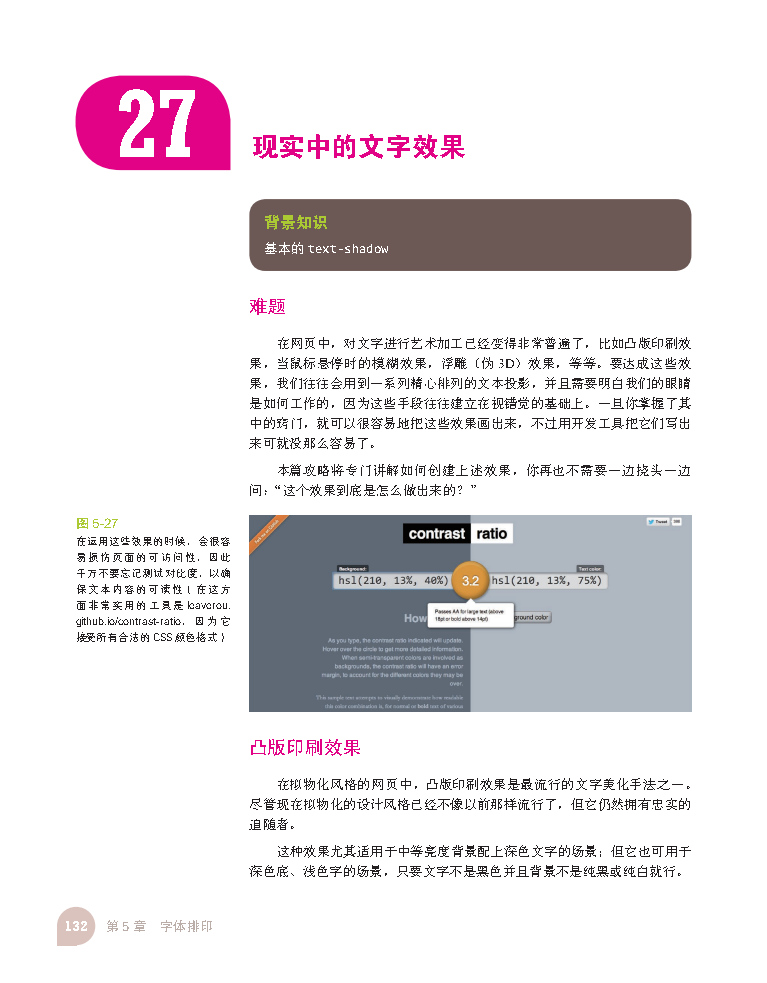 27
现实中的文字效果
背景知识
基本的 text-shadow
难题
在网页中，对文字进行艺术加工已经变得非常普遍了，比如凸版印刷效
果，当鼠标悬停时的模糊效果，浮雕（伪 3D）效果，等等。要达成这些效
果，我们往往会用到一系列精心排列的文本投影，并且需要明白我们的眼睛
是如何工作的，因为这些手段往往建立在视错觉的基础上。一旦你掌握了其
中的窍门，就可以很容易地把这些效果画出来，不过用开发工具把它们写出
来可就没那么容易了。
本篇攻略将专门讲解如何创建上述效果，你再也不需要一边挠头一边
问：“这个效果到底是怎么做出来的？”
图 5-27
在运用这些效果的时候，会很容
易损伤页面的可访问性，因此
千万不要忘记测试对比度，以确
保文本内容的可读性（在这方
面非常实用的工具是 leaverou.
github.io/contrast-ratio，因为它
接受所有合法的 CSS 颜色格式）
Tweet
contrast ratio
Background:
Text color:
hsl(210, 13%, 40%)
3.2
hsl(210, 13%, 75%)
Passes AA for large text (above
18pt or bold above 14pt)
How
ground color
As you type, the contrast ratio indicated will update.
Hover over the circle to get more detailed information.
When semi-transparent colors are involved as
backgrounds, the contrast ratio will have an error
margin, to account for the different colors they may be
over.
This sample text attempts to visually demonstrate how readable
this color combination is, for normal or bold text of various
凸版印刷效果
在拟物化风格的网页中，凸版印刷效果是最流行的文字美化手法之一。
尽管现在拟物化的设计风格已经不像以前那样流行了，但它仍然拥有忠实的
追随者。
这种效果尤其适用于中等亮度背景配上深色文字的场景；但它也可用于
深色底、浅色字的场景，只要文字不是黑色并且背景不是纯黑或纯白就行。
132 第 5 章 字体排印